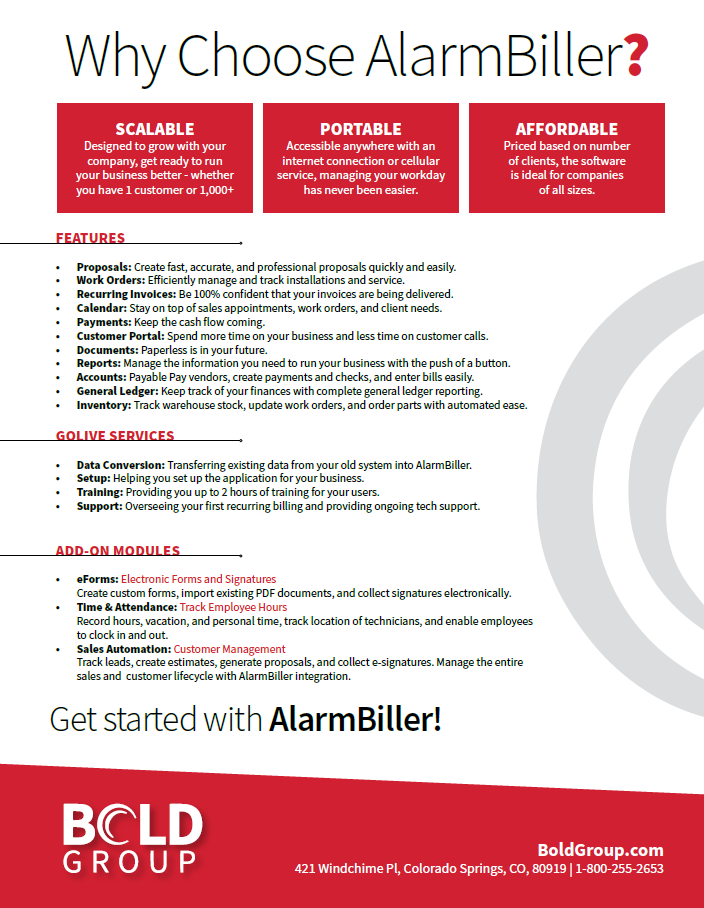 Why Choose AlarmBiller?
SCALABLE
Designed to grow with your
company, get ready to run
your business better - whether
you have 1 customer or 1,000+
PORTABLE
Accessible anywhere with an
internet connection or cellular
service, managing your workday
has never been easier.
AFFORDABLE
Priced based on number
of clients, the software
is ideal for companies
of all sizes.
FEATURES
• Proposals: Create fast, accurate, and professional proposals quickly and easily.
• Work Orders: Efficiently manage and track installations and service.
• Recurring Invoices: Be 100% confident that your invoices are being delivered.
• Calendar: Stay on top of sales appointments, work orders, and client needs.
• Payments: Keep the cash flow coming.
• Customer Portal: Spend more time on your business and less time on customer calls.
• Documents: Paperless is in your future.
• Reports: Manage the information you need to run your business with the push of a button.
• Accounts: Payable Pay vendors, create payments and checks, and enter bills easily.
• General Ledger: Keep track of your finances with complete general ledger reporting.
• Inventory: Track warehouse stock, update work orders, and order parts with automated ease.
GOLIVE SERVICES
• Data Conversion: Transferring existing data from your old system into AlarmBiller.
• Setup: Helping you set up the application for your business.
• Training: Providing you up to 2 hours of training for your users.
• Support: Overseeing your first recurring billing and providing ongoing tech support.
ADD-ON MODULES
• eForms: Electronic Forms and Signatures
Create custom forms, import existing PDF documents, and collect signatures electronically.
• Time & Attendance: Track Employee Hours
Record hours, vacation, and personal time, track location of technicians, and enable employees
to clock in and out.
• Sales Automation: Customer Management
Track leads, create estimates, generate proposals, and collect e-signatures. Manage the entire
sales and customer lifecycle with AlarmBiller integration.
Get started with AlarmBiller!
BOLD
GROUP
BoldGroup.com
421 Windchime Pl, Colorado Springs, CO, 80919 | 1-800-255-2653